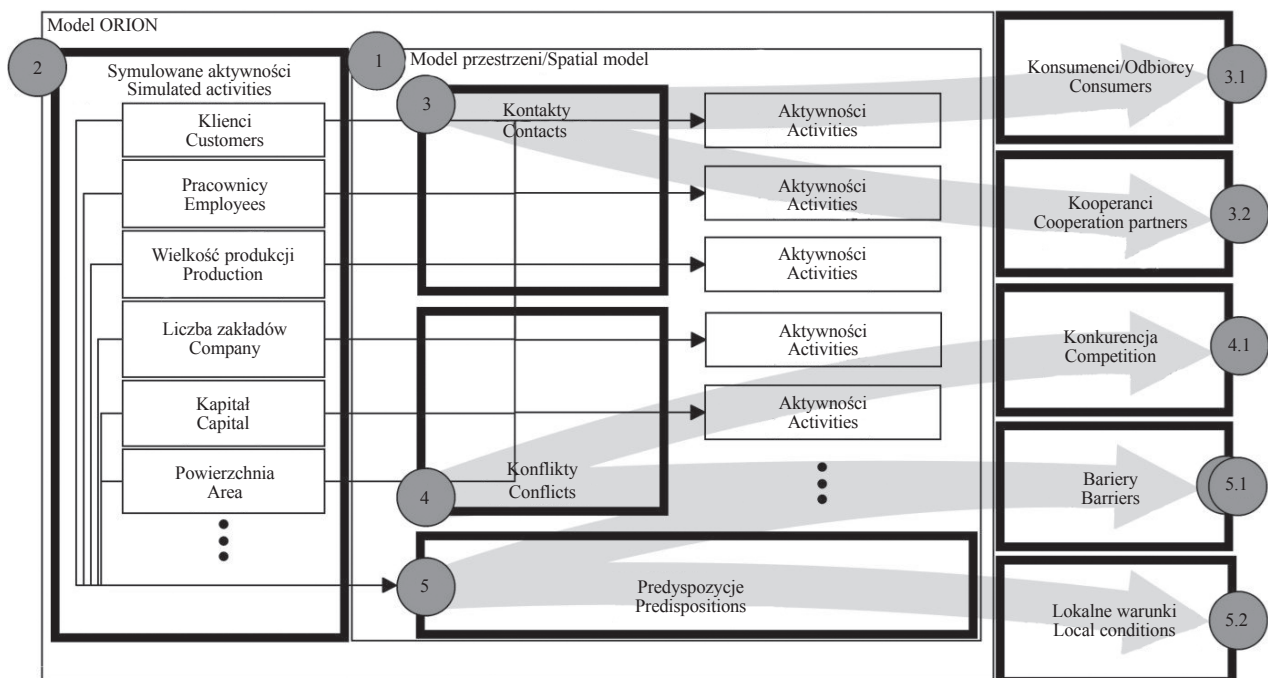 Model ORION
2
Symulowane aktywności
Simulated activities
Klienci
Customers
Pracownicy
Employees
Wielkość produkcji
Production
Liczba zakładów
Company
Kapitał
Capital
Powierzchnia
Area
1
Model przestrzeni/Spatial model
3
Kontakty
Contacts
4
Konflikty
Conflicts
5
Predyspozycje
Predispositions
Aktywności
Activities
Aktywności
Activities
Aktywności
Activities
Aktywności
Activities
Aktywności
Activities
Konsumenci/Odbiorcy
Consumers
3.1
Kooperanci
Cooperation partners
3.2
Konkurencja
Competition
4.1
Bariery
Barriers
5.1
Lokalne warunki
Local conditions
5.2